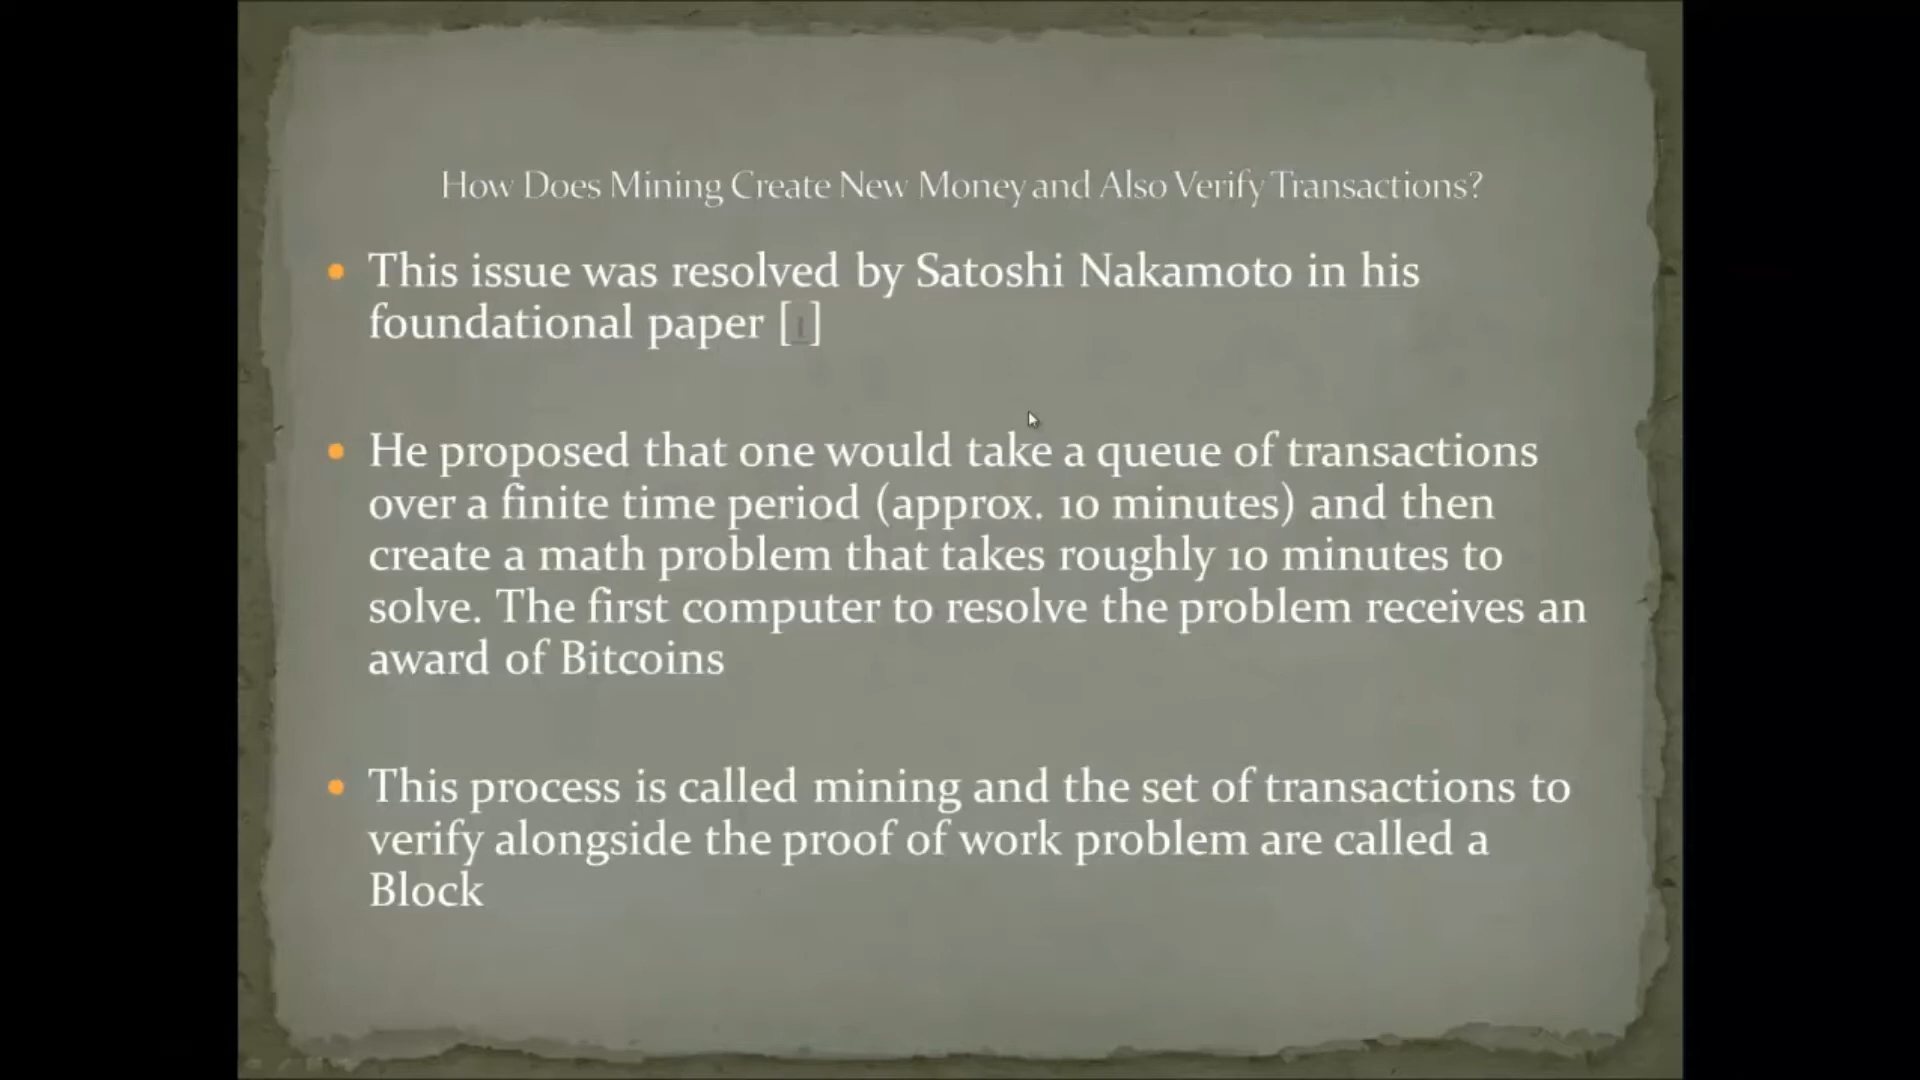 How Does Mining Create New Money and Also Verify Transactions?
• This issue was resolved by Satoshi Nakamoto in his
foundational paper [1]
• He proposed that one would take a queue of transactions
over a finite time period (approx. 10 minutes) and then
create a math problem that takes roughly 10 minutes to
solve. The first computer to resolve the problem receives an
award of Bitcoins
• This process is called mining and the set of transactions to
verify alongside the proof of work problem are called a
Block